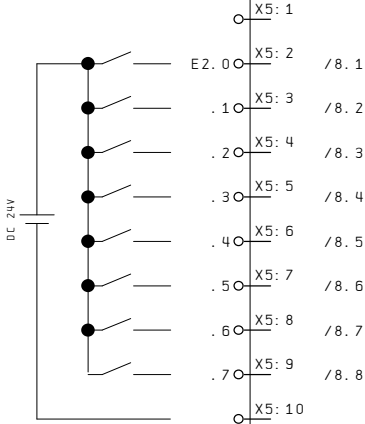 X5:1
E2.0 X5:2 /8.1
.1 X5:3 /8.2
.2 X5:4 /8.3
.3 X5:5 /8.4
DC 24V
.4 X5:6 /8.5
.5 X5:7 /8.6
.6 X5:8 /8.7
.7 X5:9 /8.8
X5:10